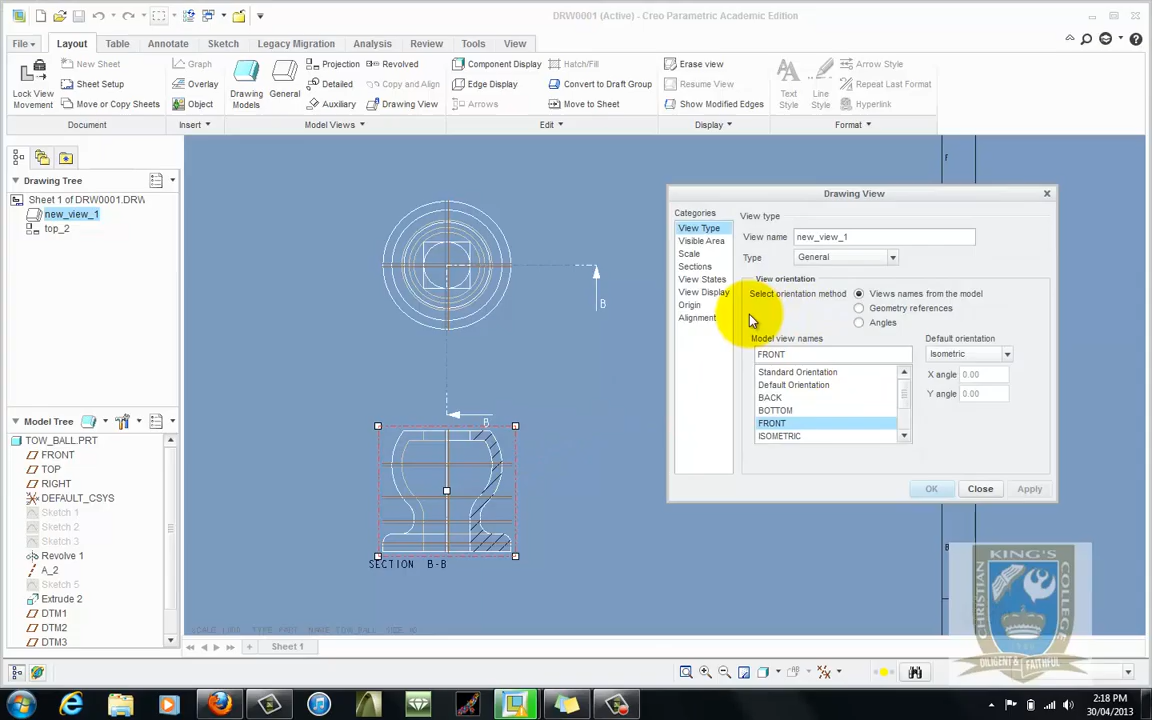 DRW0001 (Active) - Creo Parametric Academic Edition
File Layout Table Annotate Sketch Legacy Migration Analysis Review Tools View
Lock View Movement
New Sheet
Sheet Setup
Move or Copy Sheets
Document
Graph
Overlay
Object
Insert
Drawing Models
General
Projection
Detailed
Auxiliary
Revolved
Copy and Align
Drawing View
Model Views
Component Display
Edge Display
Arrows
Hatch/Fill
Convert to Draft Group
Move to Sheet
Edit
Erase view
Resume View
Show Modified Edges
Display
Text Style
Line Style
Arrow Style
Repeat Last Format
Hyperlink
Format
Drawing Tree
Sheet 1 of DRW0001.DRW
new_view_1
top_2
Model Tree
TOW_BALL.PRT
FRONT
TOP
RIGHT
DEFAULT_CSYS
Sketch 1
Sketch 2
Sketch 3
Revolve 1
A_2
Sketch 5
Extrude 2
DTM1
DTM2
DTM3
F
B
B
SECTION B-B
B
Drawing View
Categories
View Type
Visible Area
Scale
Sections
View States
View Display
Origin
Alignment
View type
View name new_view_1
Type General
View orientation
Select orientation method
Views names from the model
Geometry references
Angles
Model view names
FRONT
Standard Orientation
Default Orientation
BACK
BOTTOM
FRONT
ISOMETRIC
Default orientation
Isometric
X angle 0.00
Y angle 0.00
OK Close Apply
KING'S
CHRISTIAN
COLLEGE
DILIGENT & FAITHFUL
Sheet 1
2:18 PM
30/04/2013